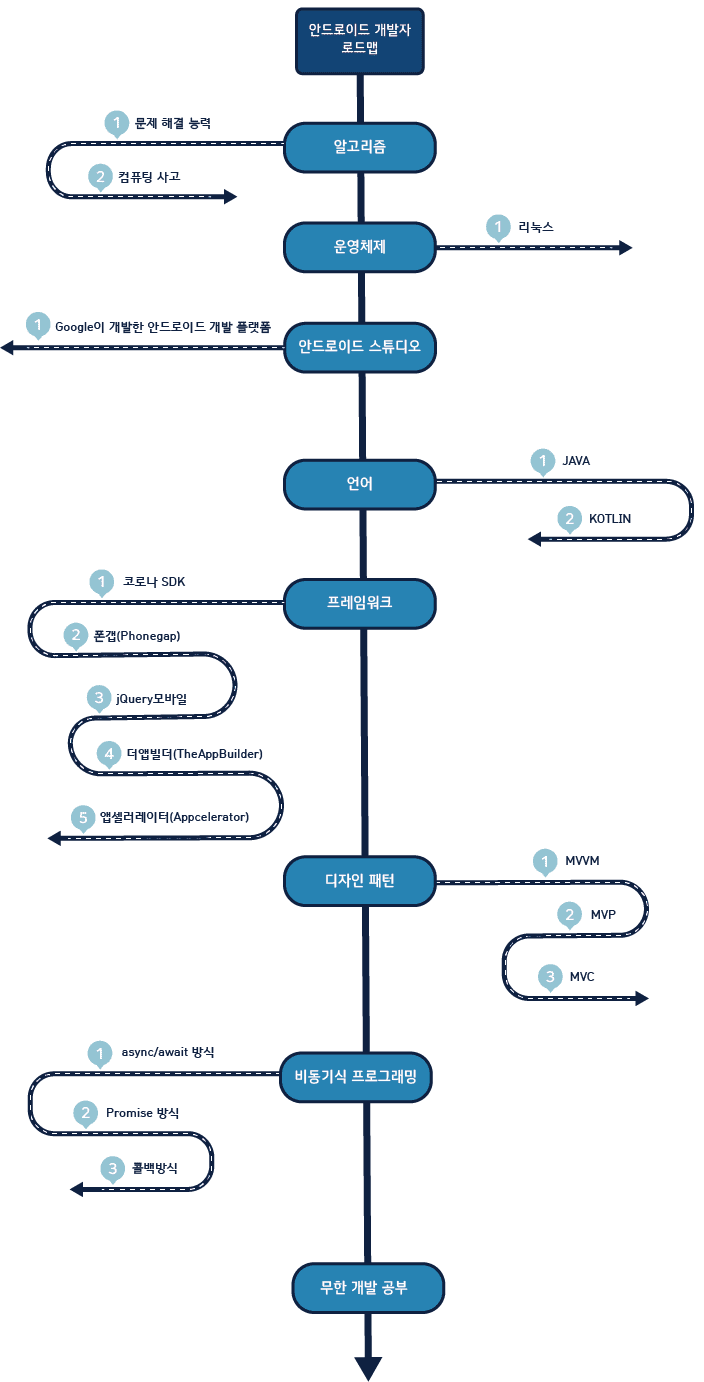 안드로이드 개발자
로드맵
1 문제 해결 능력
알고리즘
2 컴퓨팅 사고
1 리눅스
운영체제
1 Google이 개발한 안드로이드 개발 플랫폼
안드로이드 스튜디오
1 JAVA
언어
2 KOTLIN
1 코로나 SDK
프레임워크
2 폰갭(Phonegap)
3 jQuery모바일
4 더앱빌더(TheAppBuilder)
5 앱셀러레이터(Appcelerator)
1 MVVM
디자인 패턴
2 MVP
3 MVC
1 async/await 방식
비동기식 프로그래밍
2 Promise 방식
3 콜백방식
무한 개발 공부